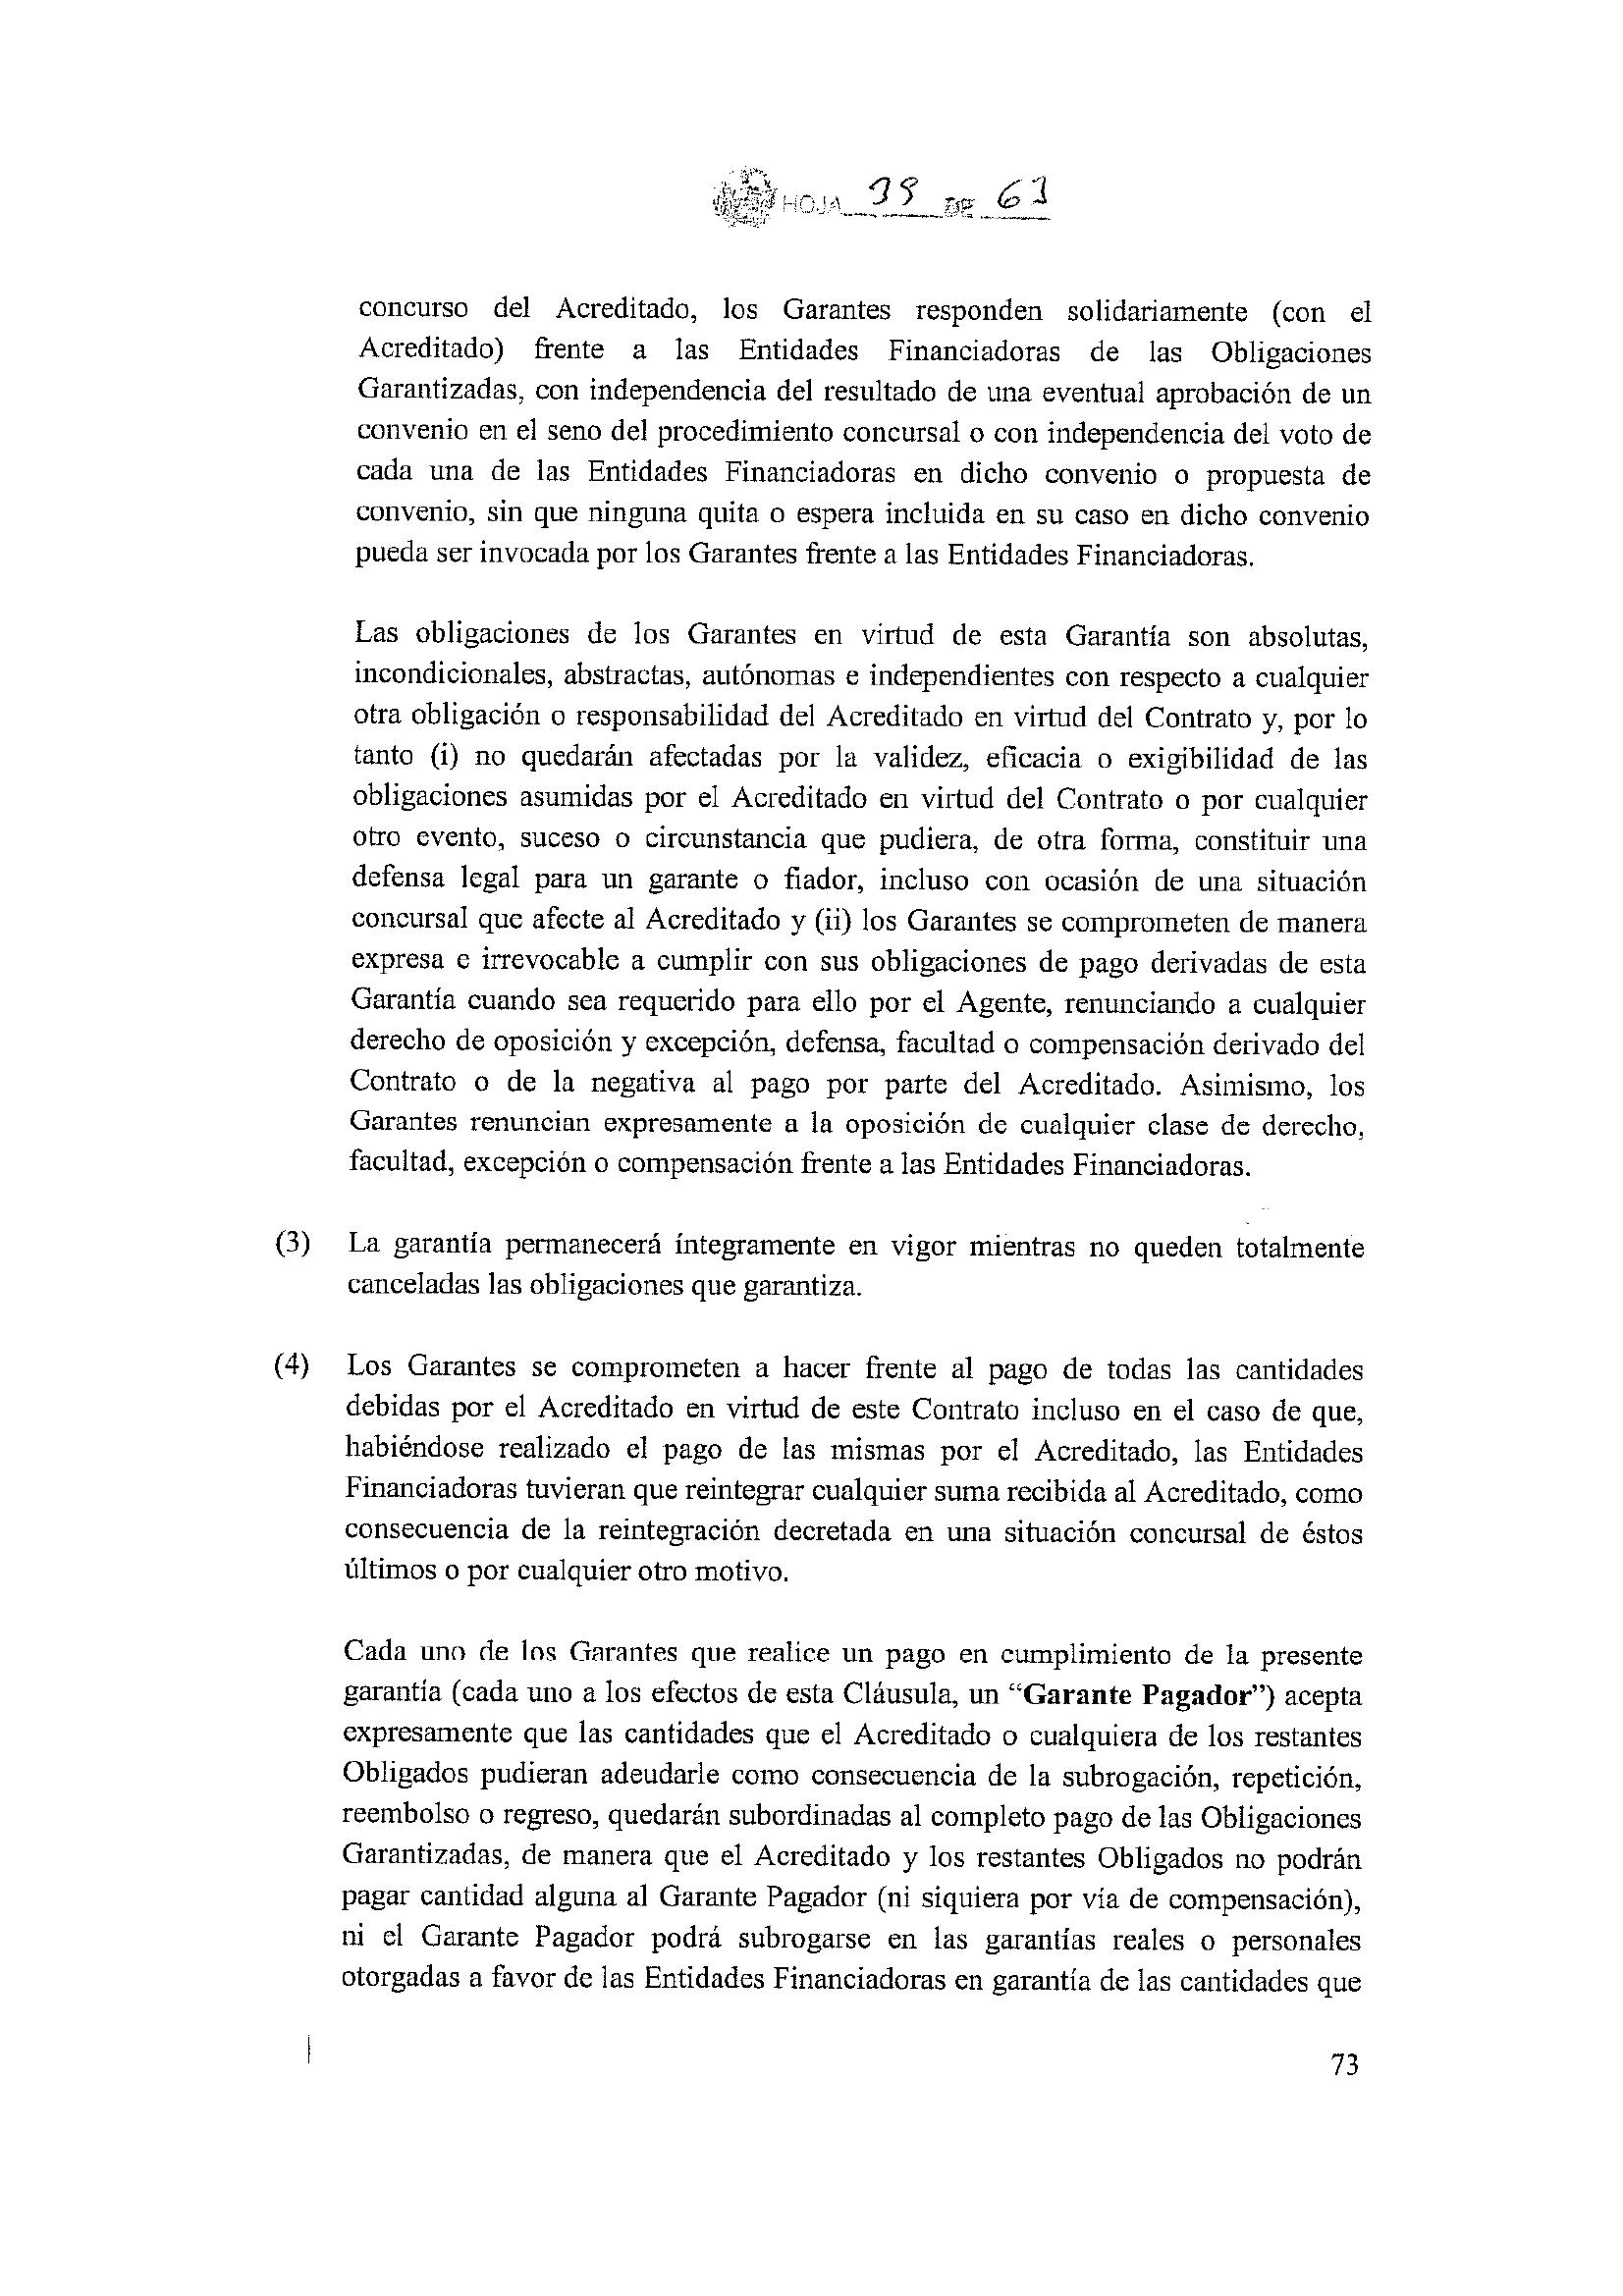 HOJA 39 DE 61
concurso del Acreditado, los Garantes responden solidariamente (con el
Acreditado) frente a las Entidades Financiadoras de las Obligaciones
Garantizadas, con independencia del resultado de una eventual aprobación de un
convenio en el seno del procedimiento concursal o con independencia del voto de
cada una de las Entidades Financiadoras en dicho convenio o propuesta de
convenio, sin que ninguna quita o espera incluida en su caso en dicho convenio
pueda ser invocada por los Garantes frente a las Entidades Financiadoras.
Las obligaciones de los Garantes en virtud de esta Garantía son absolutas,
incondicionales, abstractas, autónomas e independientes con respecto a cualquier
otra obligación o responsabilidad del Acreditado en virtud del Contrato y, por lo
tanto (i) no quedarán afectadas por la validez, eficacia o exigibilidad de las
obligaciones asumidas por el Acreditado en virtud del Contrato o por cualquier
otro evento, suceso o circunstancia que pudiera, de otra forma, constituir una
defensa legal para un garante o fiador, incluso con ocasión de una situación
concursal que afecte al Acreditado y (ii) los Garantes se comprometen de manera
expresa e irrevocable a cumplir con sus obligaciones de pago derivadas de esta
Garantía cuando sea requerido para ello por el Agente, renunciando a cualquier
derecho de oposición y excepción, defensa, facultad o compensación derivado del
Contrato o de la negativa al pago por parte del Acreditado. Asimismo, los
Garantes renuncian expresamente a la oposición de cualquier clase de derecho,
facultad, excepción o compensación frente a las Entidades Financiadoras.
(3) La garantía permanecerá íntegramente en vigor mientras no queden totalmente
canceladas las obligaciones que garantiza.
(4) Los Garantes se comprometen a hacer frente al pago de todas las cantidades
debidas por el Acreditado en virtud de este Contrato incluso en el caso de que,
habiéndose realizado el pago de las mismas por el Acreditado, las Entidades
Financiadoras tuvieran que reintegrar cualquier suma recibida al Acreditado, como
consecuencia de la reintegración decretada en una situación concursal de éstos
últimos o por cualquier otro motivo.
Cada uno de los Garantes que realice un pago en cumplimiento de la presente
garantía (cada uno a los efectos de esta Cláusula, un “Garante Pagador”) acepta
expresamente que las cantidades que el Acreditado o cualquiera de los restantes
Obligados pudieran adeudarle como consecuencia de la subrogación, repetición,
reembolso o regreso, quedarán subordinadas al completo pago de las Obligaciones
Garantizadas, de manera que el Acreditado y los restantes Obligados no podrán
pagar cantidad alguna al Garante Pagador (ni siquiera por vía de compensación),
ni el Garante Pagador podrá subrogarse en las garantías reales o personales
otorgadas a favor de las Entidades Financiadoras en garantía de las cantidades que
73